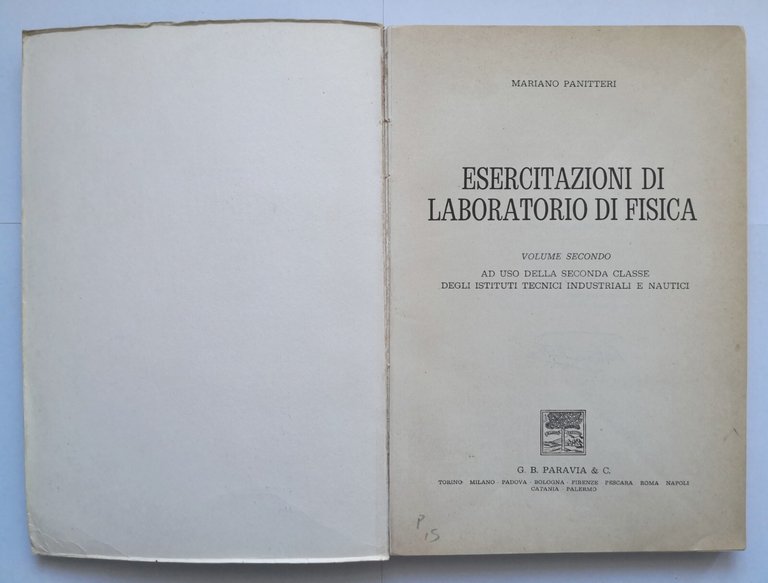 MARIANO PANITTERI
ESERCITAZIONI DI
LABORATORIO DI FISICA
VOLUME SECONDO
AD USO DELLA SECONDA CLASSE
DEGLI ISTITUTI TECNICI INDUSTRIALI E NAUTICI
G. B. PARAVIA & C.
TORINO · MILANO · PADOVA · BOLOGNA · FIRENZE PESCARA ROMA NAPOLI
CATANIA · PALERMO
P
15